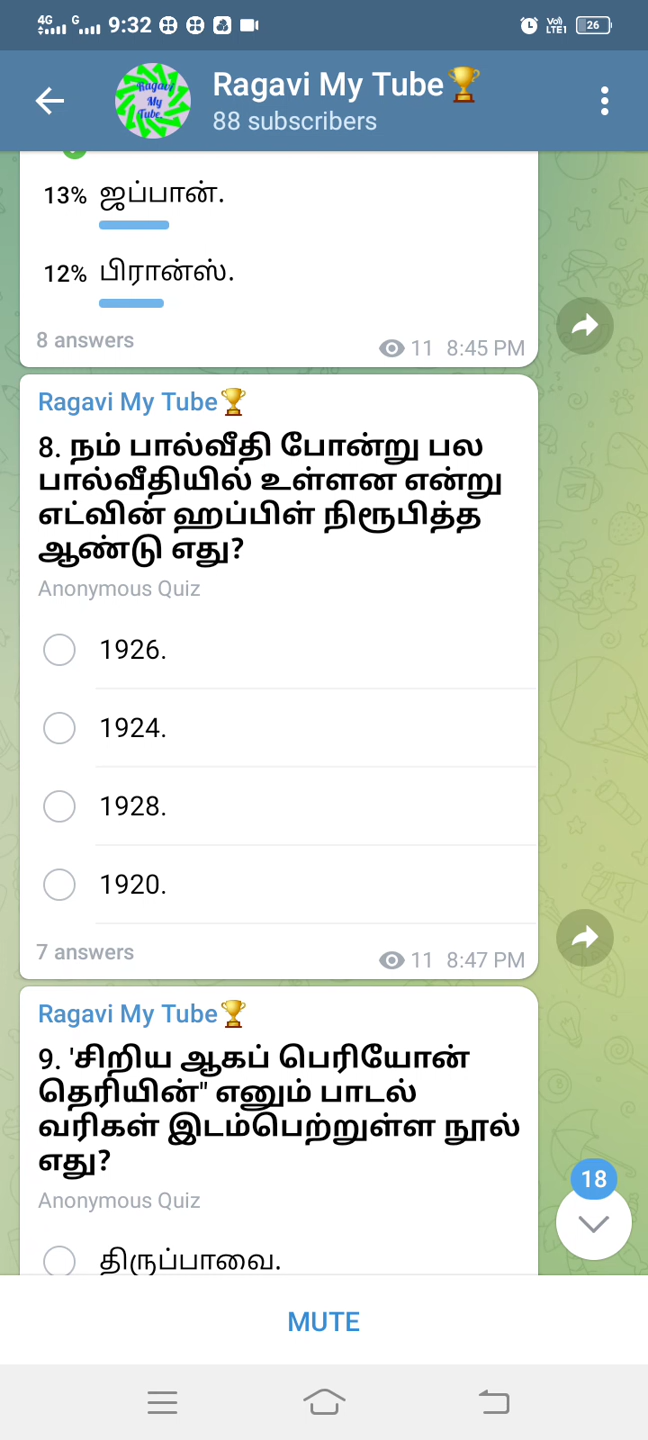 4G G 9:32 Vo) LTE1 26
Ragavi My Tube🏆
Ragavi My Tube
88 subscribers
13% ஜப்பான்.
12% பிரான்ஸ்.
8 answers 11 8:45 PM
Ragavi My Tube🏆
8. நம் பால்வீதி போன்று பல
பால்வீதியில் உள்ளன என்று
எட்வின் ஹப்பிள் நிரூபித்த
ஆண்டு எது?
Anonymous Quiz
1926.
1924.
1928.
1920.
7 answers 11 8:47 PM
Ragavi My Tube🏆
9. 'சிறிய ஆகப் பெரியோன்
தெரியின்" எனும் பாடல்
வரிகள் இடம்பெற்றுள்ள நூல்
எது?
Anonymous Quiz
18
திருப்பாவை.
MUTE